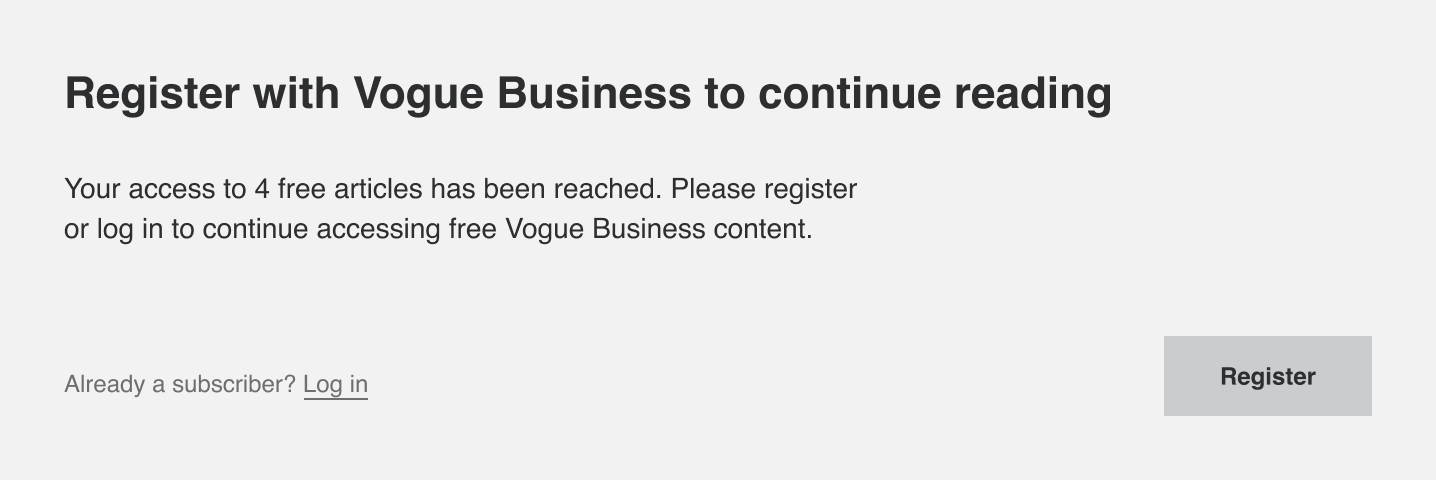 Register with Vogue Business to continue reading
Your access to 4 free articles has been reached. Please register
or log in to continue accessing free Vogue Business content.
Already a subscriber? Log in
Register